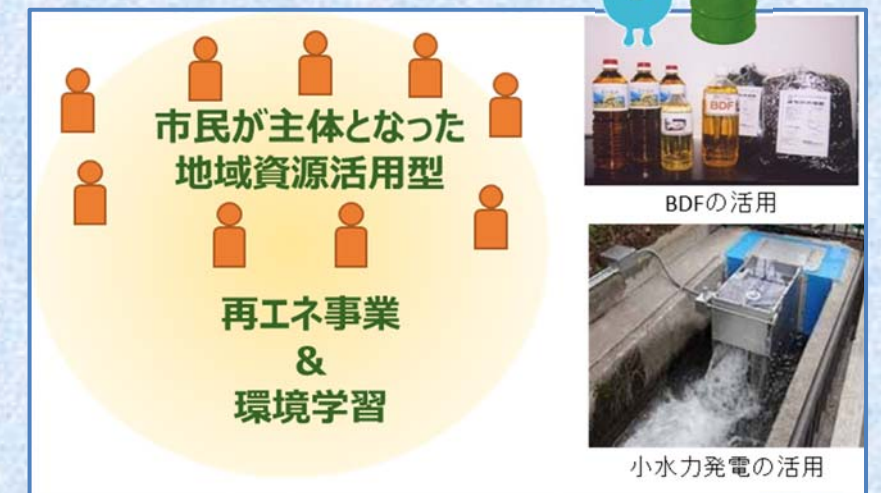 市民が主体となった
地域資源活用型
再エネ事業
&
環境学習
BDF
BDFの活用
小水力発電の活用